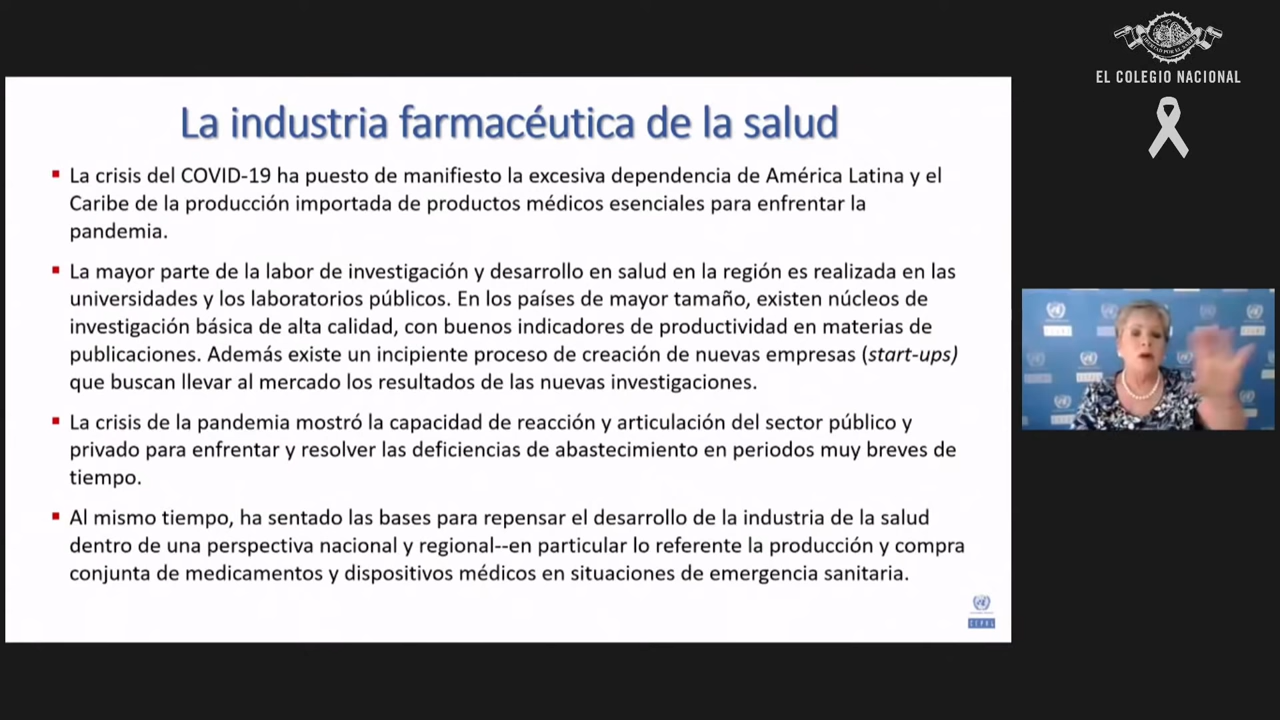 EL COLEGIO NACIONAL
La industria farmacéutica de la salud
La crisis del COVID-19 ha puesto de manifiesto la excesiva dependencia de América Latina y el
Caribe de la producción importada de productos médicos esenciales para enfrentar la
pandemia.
La mayor parte de la labor de investigación y desarrollo en salud en la región es realizada en las
universidades y los laboratorios públicos. En los países de mayor tamaño, existen núcleos de
investigación básica de alta calidad, con buenos indicadores de productividad en materias de
publicaciones. Además existe un incipiente proceso de creación de nuevas empresas (start-ups)
que buscan llevar al mercado los resultados de las nuevas investigaciones.
La crisis de la pandemia mostró la capacidad de reacción y articulación del sector público y
privado para enfrentar y resolver las deficiencias de abastecimiento en periodos muy breves de
tiempo.
Al mismo tiempo, ha sentado las bases para repensar el desarrollo de la industria de la salud
dentro de una perspectiva nacional y regional--en particular lo referente la producción y compra
conjunta de medicamentos y dispositivos médicos en situaciones de emergencia sanitaria.
CEPAL